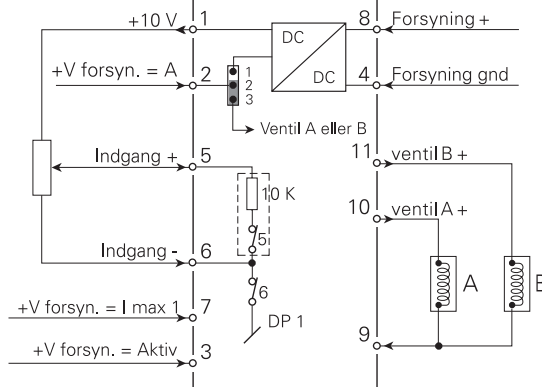 +10 V 1
DC
DC
8 Forsyning +
+V forsyn. = A 2
1
2
3
4 Forsyning gnd
Ventil A eller B
11 ventil B +
Indgang + 5
10 K
5
10 ventil A +
Indgang - 6
6
A
B
+V forsyn. = I max 1 7
DP 1
9
+V forsyn. = Aktiv 3